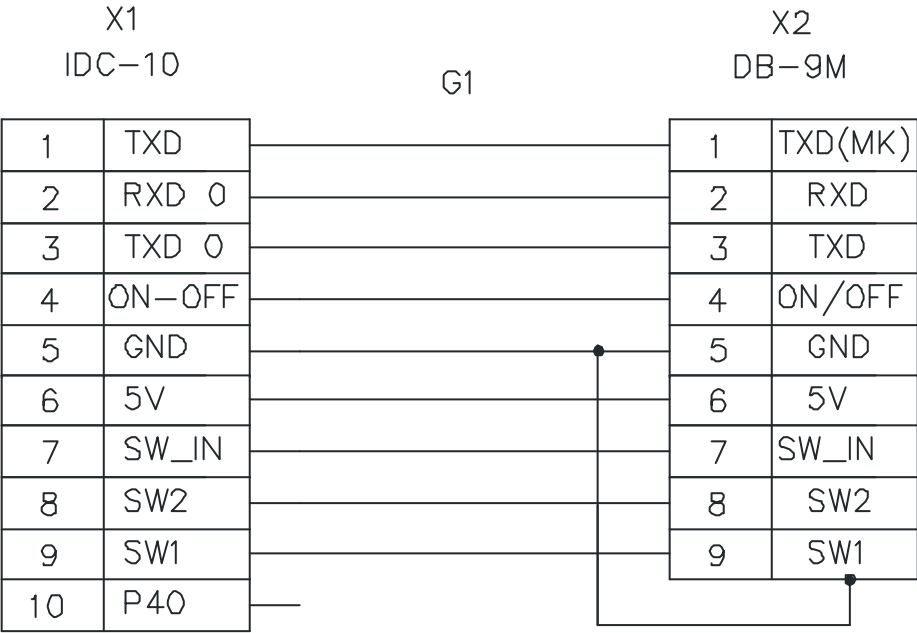 X1
IDC-10
G1
X2
DB-9M
1 TXD
2 RXD 0
3 TXD 0
4 ON-OFF
5 GND
6 5V
7 SW_IN
8 SW2
9 SW1
10 P40
1 TXD(MK)
2 RXD
3 TXD
4 ON/OFF
5 GND
6 5V
7 SW_IN
8 SW2
9 SW1